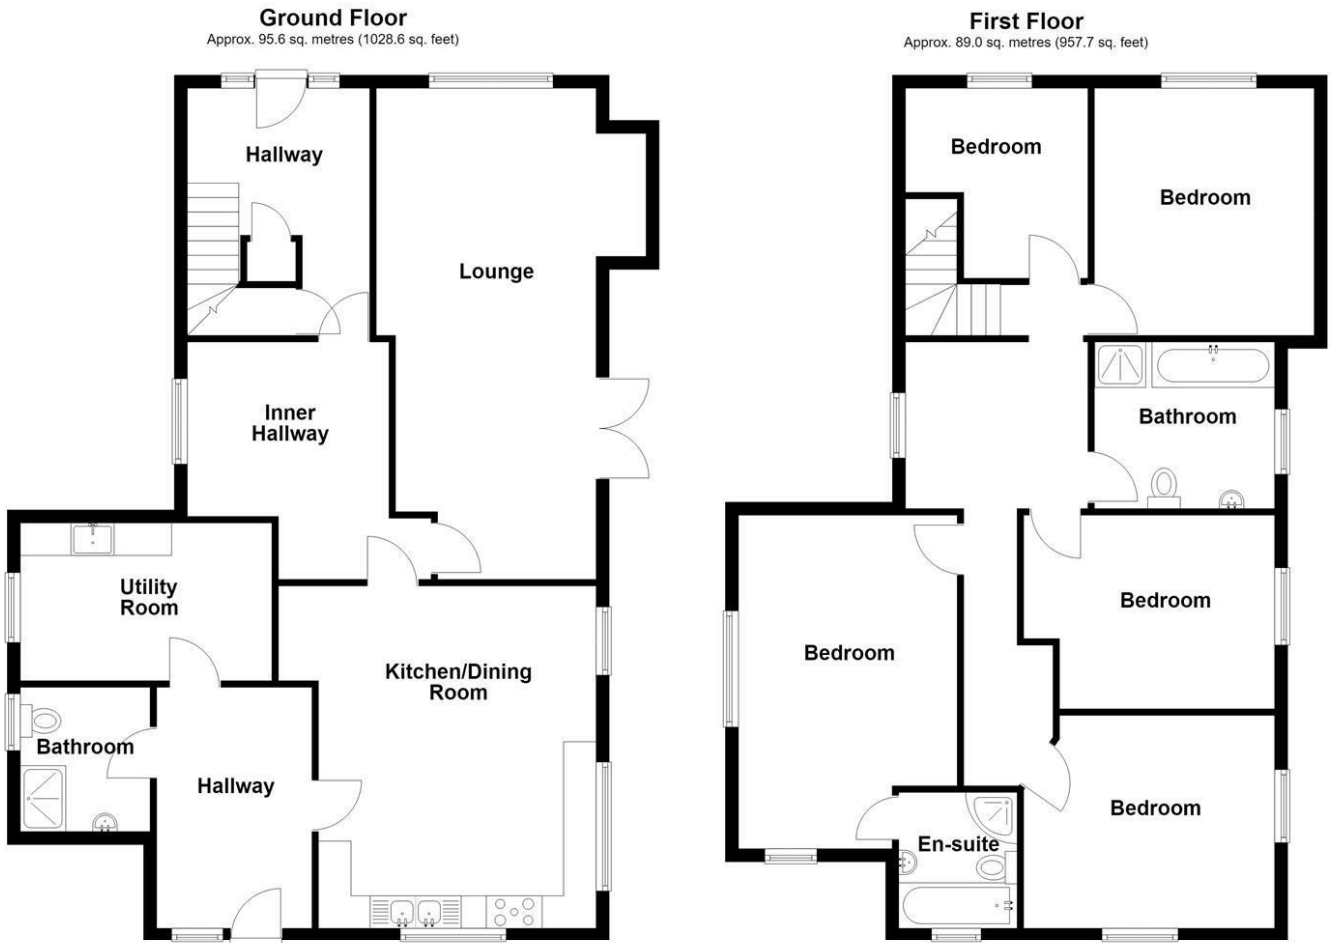 Ground Floor
Approx. 95.6 sq. metres (1028.6 sq. feet)
Hallway
Lounge
Inner
Hallway
Utility
Room
Kitchen/Dining
Room
Bathroom
Hallway
First Floor
Approx. 89.0 sq. metres (957.7 sq. feet)
Bedroom
Bedroom
Bathroom
Bedroom
Bedroom
Bedroom
En-suite